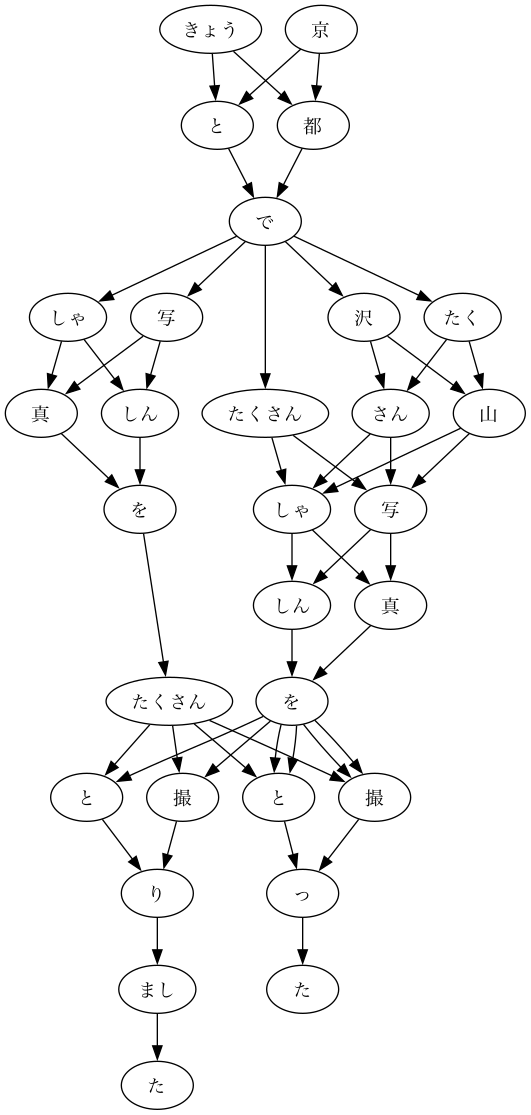 きょう 京
と 都
で
しゃ 写 沢 たく
真 しん たくさん さん 山
を しゃ 写
しん 真
たくさん を
と 撮 と 撮
り っ
まし た
た